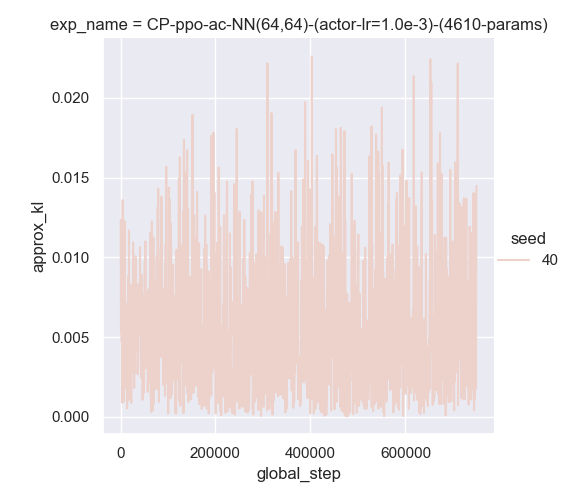 exp_name = CP-ppo-ac-NN(64,64)-(actor-lr=1.0e-3)-(4610-params)
approx_kl
0.020
0.015
0.010
0.005
0.000
0
200000
400000
600000
global_step
seed
40